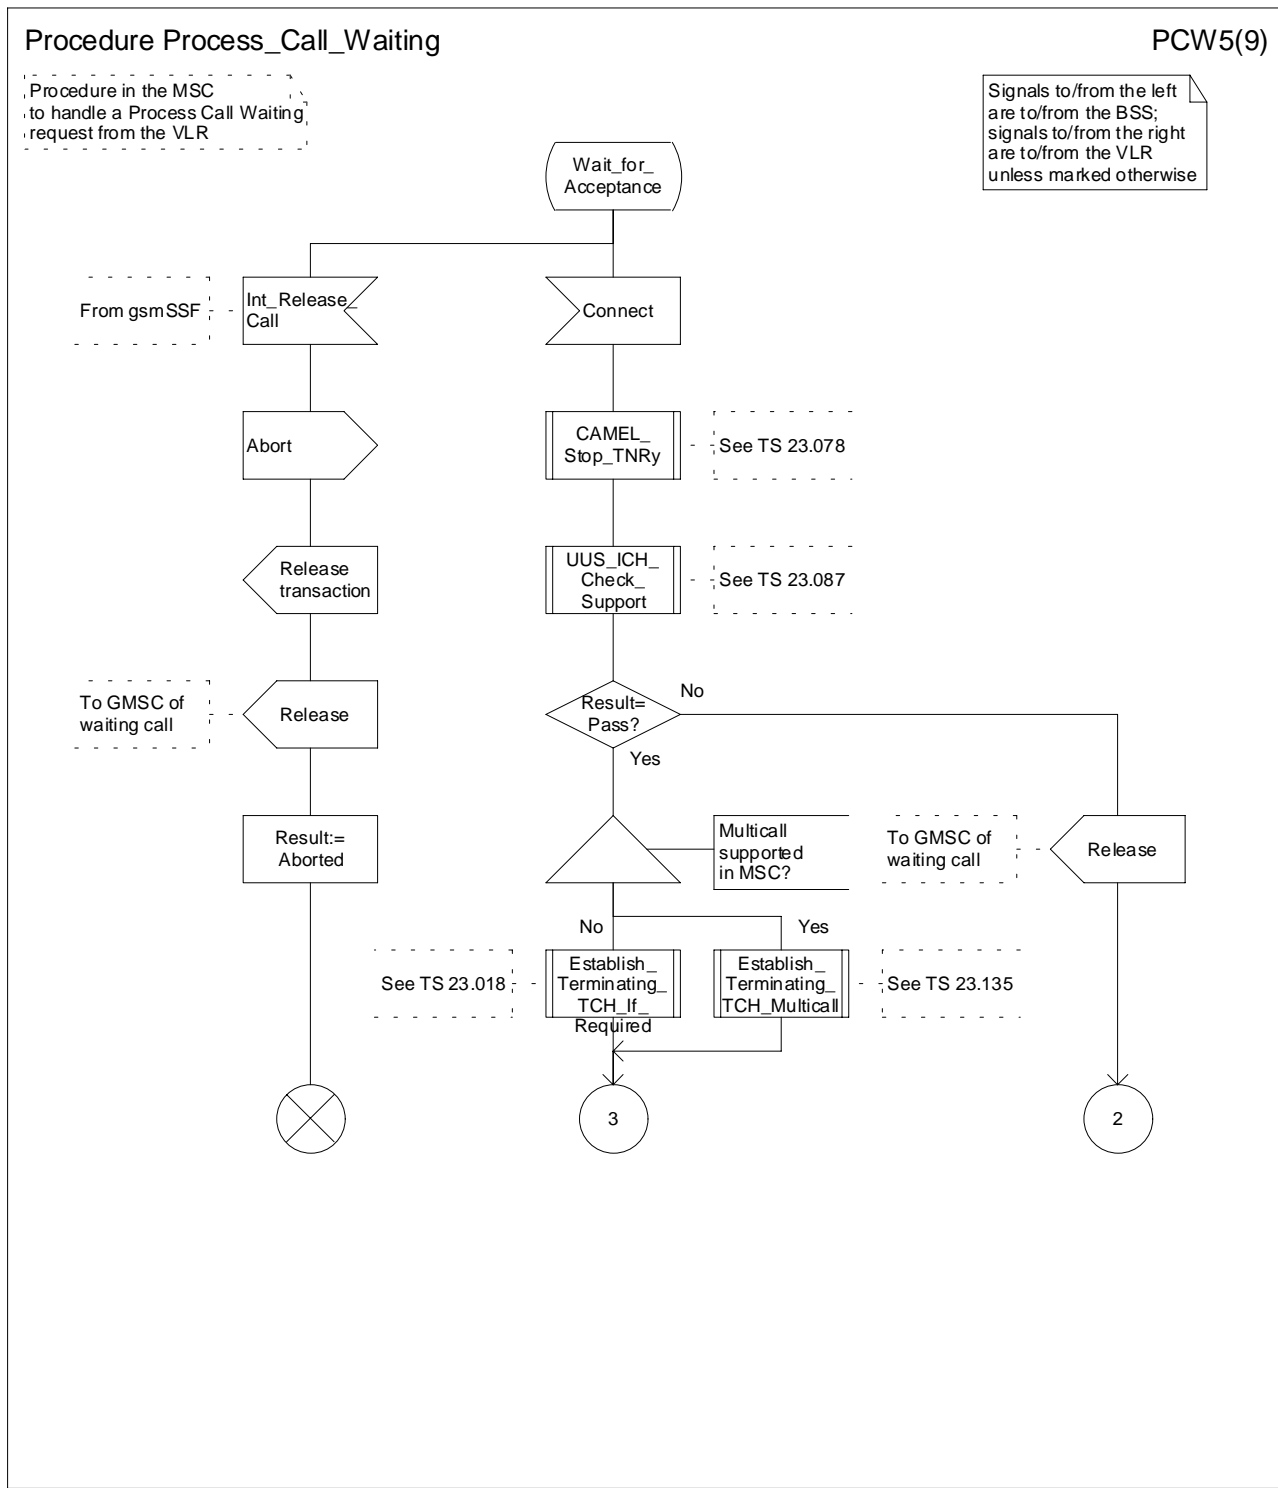 Procedure Process_Call_Waiting
PCW5(9)
Procedure in the MSC
to handle a Process Call Waiting
request from the VLR
Signals to/from the left
are to/from the BSS;
signals to/from the right
are to/from the VLR
unless marked otherwise
Wait_for_
Acceptance
From gsmSSF
Int_Release_
Call
Connect
Abort
CAMEL_
Stop_TNRy
See TS 23.078
Release
transaction
UUS_ICH_
Check_
Support
See TS 23.087
To GMSC of
waiting call
Release
Result=
Pass?
No
Yes
Result:=
Aborted
Multicall
supported
in MSC?
To GMSC of
waiting call
Release
No
Yes
See TS 23.018
Establish_
Terminating_
TCH_If_
Required
Establish_
Terminating_
TCH_Multicall
See TS 23.135
3
2